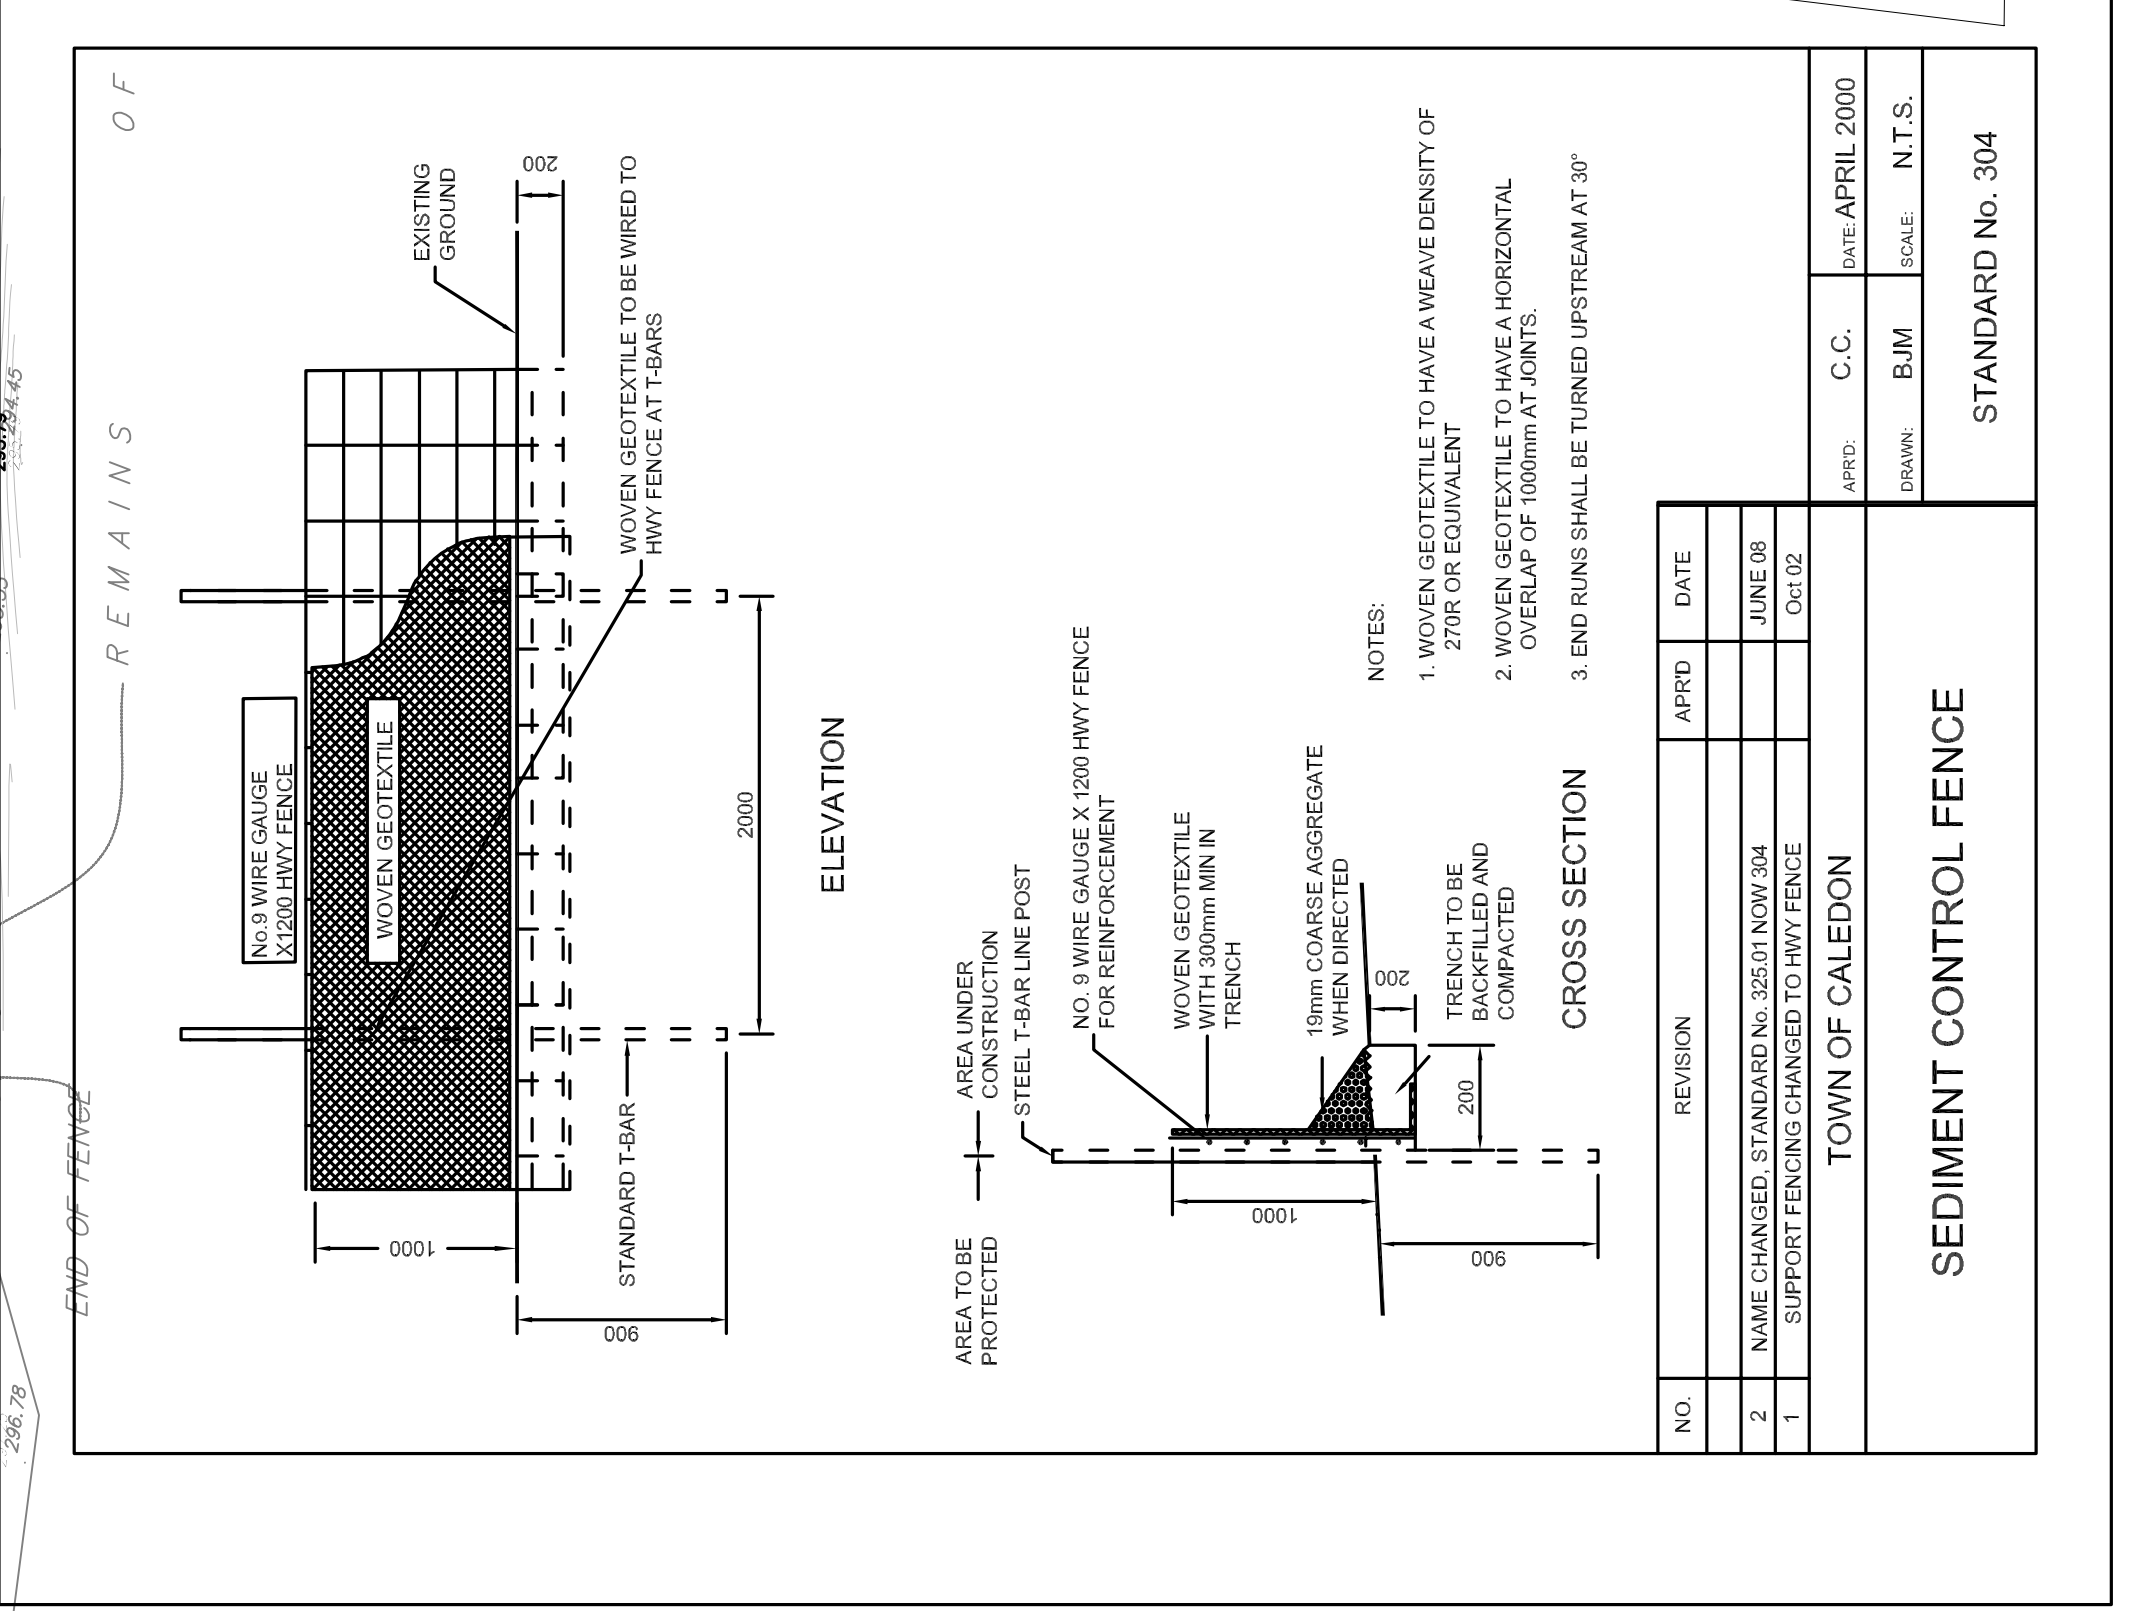 No.9 WIRE GAUGE
X1200 HWY FENCE
WOVEN GEOTEXTILE
EXISTING
GROUND
200
WOVEN GEOTEXTILE TO BE WIRED TO
HWY FENCE AT T-BARS
1000
900
STANDARD T-BAR
2000
ELEVATION
AREA TO BE
PROTECTED
AREA UNDER
CONSTRUCTION
STEEL T-BAR LINE POST
NO. 9 WIRE GAUGE X 1200 HWY FENCE
FOR REINFORCEMENT
WOVEN GEOTEXTILE
WITH 300mm MIN IN
TRENCH
19mm COARSE AGGREGATE
WHEN DIRECTED
200
1000
900
200
TRENCH TO BE
BACKFILLED AND
COMPACTED
CROSS SECTION
NOTES:
1. WOVEN GEOTEXTILE TO HAVE A WEAVE DENSITY OF
270R OR EQUIVALENT
2. WOVEN GEOTEXTILE TO HAVE A HORIZONTAL
OVERLAP OF 1000mm AT JOINTS.
3. END RUNS SHALL BE TURNED UPSTREAM AT 30°
NO. REVISION APR'D DATE
2 NAME CHANGED, STANDARD No. 325.01 NOW 304 JUNE 08
1 SUPPORT FENCING CHANGED TO HWY FENCE Oct 02
TOWN OF CALEDON
APR'D: C.C. DATE: APRIL 2000
DRAWN: BJM SCALE: N.T.S.
SEDIMENT CONTROL FENCE
STANDARD No. 304
END OF FENCE
REMAINS OF
296.78
294.45